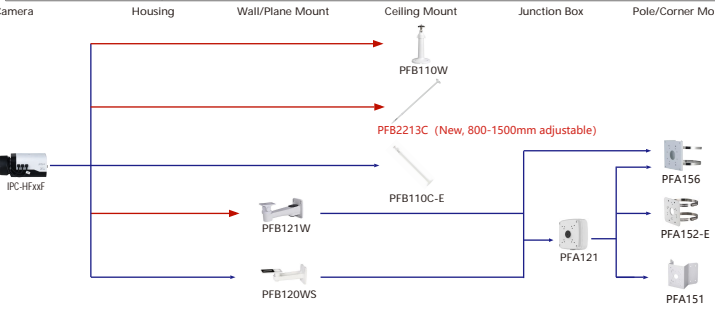 Camera Housing Wall/Plane Mount Ceiling Mount Junction Box Pole/Corner Mo
PFB110W
PFB2213C (New, 800-1500mm adjustable)
IPC-HFxxF
PFB110C-E
PFA156
PFB121W
PFA152-E
PFA121
PFB120WS
PFA151